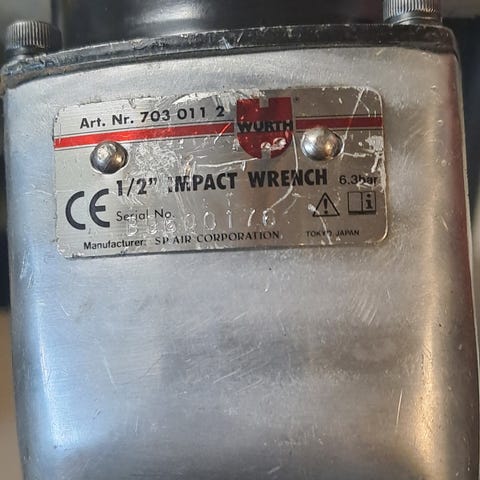 Art. Nr. 703 011 2
WÜRTH
®
1/2" IMPACT WRENCH 6.3bar
CE Serial No.
Manufacturer: SP AIR CORPORATION TOKYO JAPAN